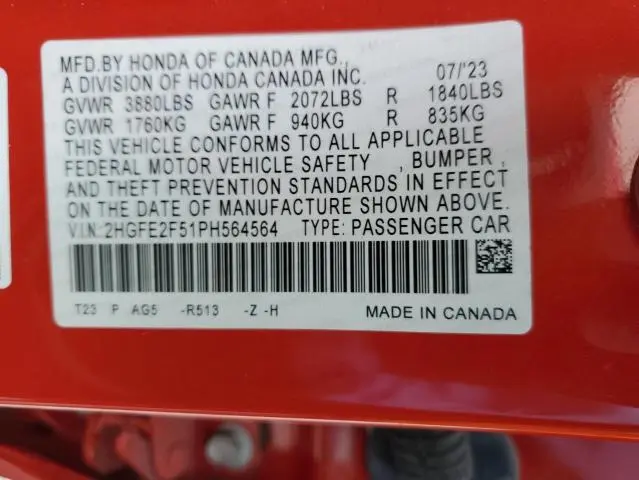 MFD.BY HONDA OF CANADA MFG.,
A DIVISION OF HONDA CANADA INC. 07/'23
GVWR 3880LBS GAWR F 2072LBS R 1840LBS
GVWR 1760KG GAWR F 940KG R 835KG
THIS VEHICLE CONFORMS TO ALL APPLICABLE
FEDERAL MOTOR VEHICLE SAFETY , BUMPER ,
AND THEFT PREVENTION STANDARDS IN EFFECT
ON THE DATE OF MANUFACTURE SHOWN ABOVE.
V.I.N:2HGFE2F51PH564564 TYPE: PASSENGER CAR
T23 P AG5 -R513 -Z -H MADE IN CANADA